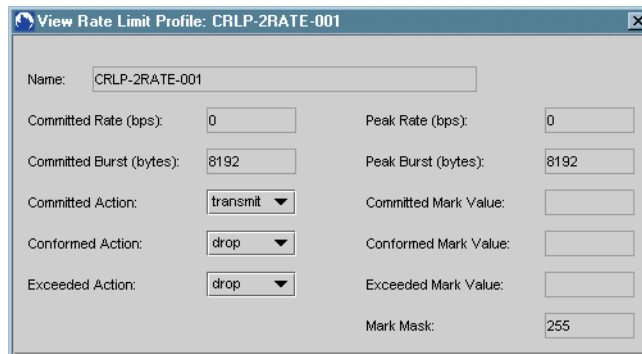 View Rate Limit Profile: CRLP-2RATE-001
Name: CRLP-2RATE-001
Committed Rate (bps): 0 Peak Rate (bps): 0
Committed Burst (bytes): 8192 Peak Burst (bytes): 8192
Committed Action: transmit Committed Mark Value:
Conformed Action: drop Conformed Mark Value:
Exceeded Action: drop Exceeded Mark Value:
Mark Mask: 255